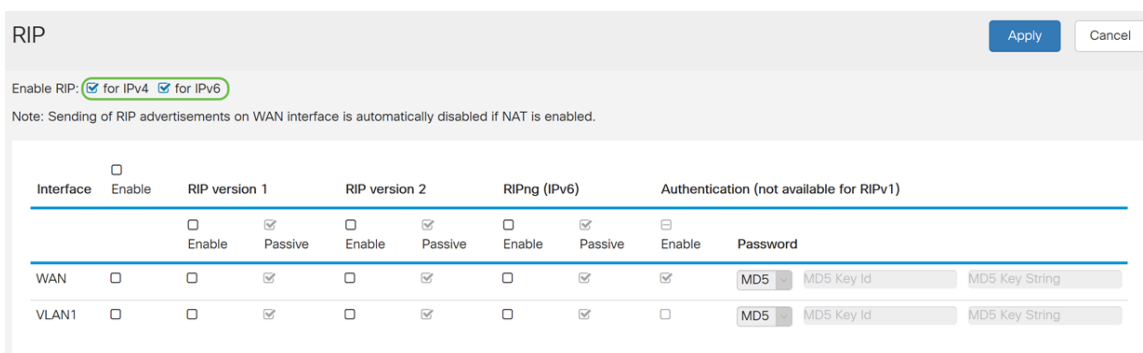 RIP
Apply
Cancel
Enable RIP: for IPv4 for IPv6
Note: Sending of RIP advertisements on WAN interface is automatically disabled if NAT is enabled.
Interface Enable RIP version 1 RIP version 2 RIPng (IPv6) Authentication (not available for RIPv1)
Enable Passive Enable Passive Enable Passive Enable Password
WAN MD5 MD5 Key Id MD5 Key String
VLAN1 MD5 MD5 Key Id MD5 Key String